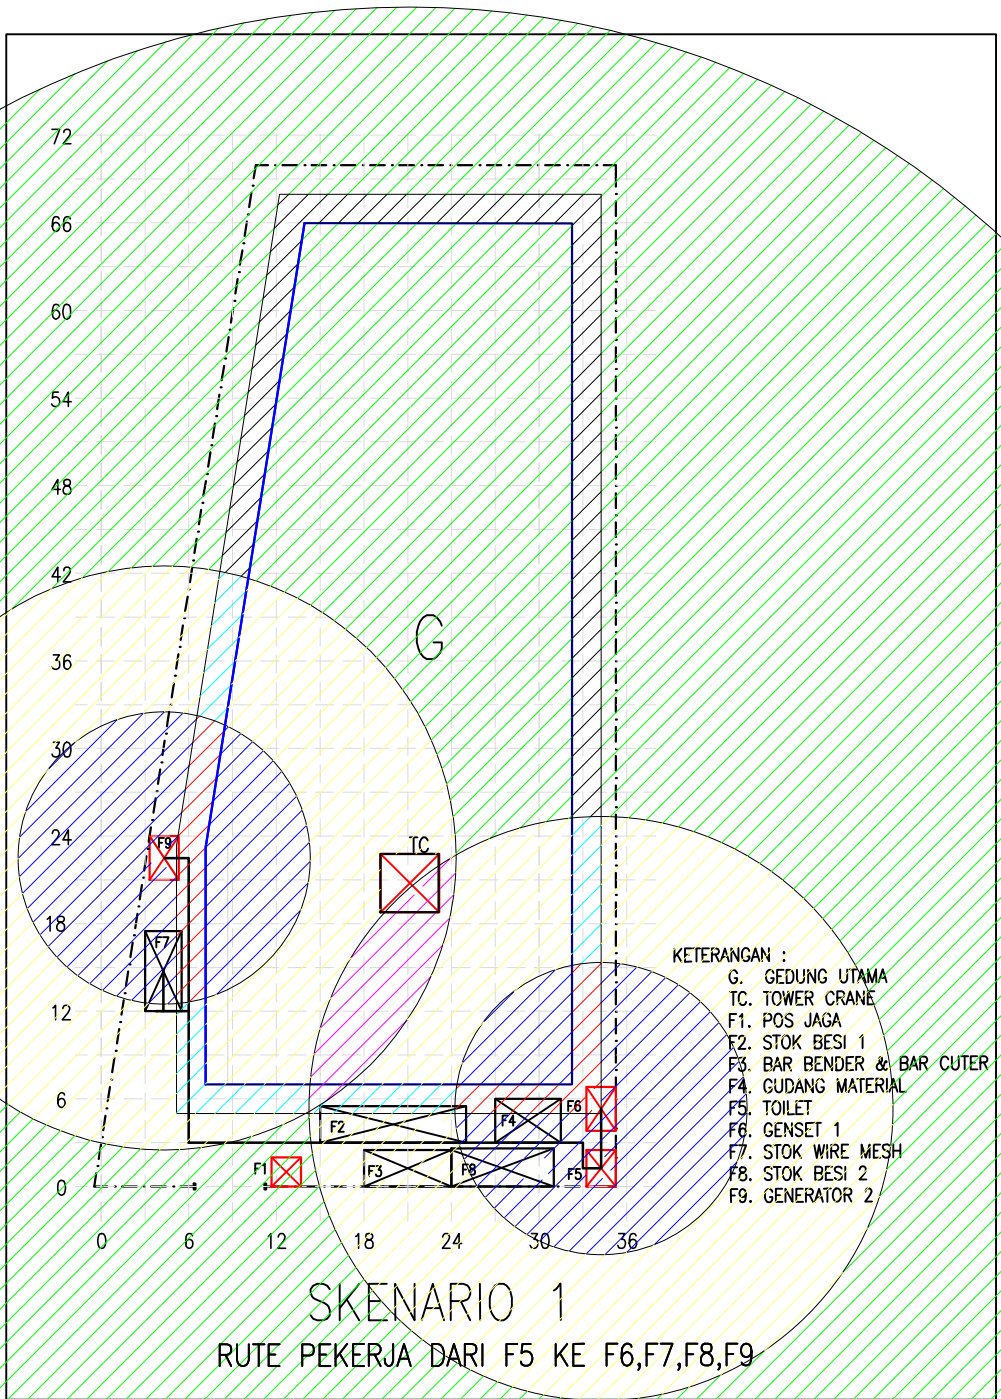 72
66
60
54
48
42
G
36
30
24
F9
TC
18
F7
KETERANGAN :
G. GEDUNG UTAMA
TC. TOWER CRANE
12
F1. POS JAGA
F2. STOK BESI 1
F3. BAR BENDER & BAR CUTER
F4. GUDANG MATERIAL
6
F6
F5. TOILET
F2
F4
F6. GENSET 1
F7. STOK WIRE MESH
F1
F3
F8
F5
F8. STOK BESI 2
0
F9. GENERATOR 2
0 6 12 18 24 30 36
SKENARIO 1
RUTE PEKERJA DARI F5 KE F6,F7,F8,F9